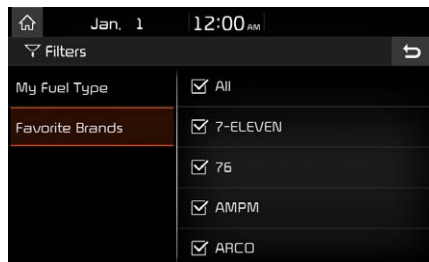 Jan. 1 12:00 AM
Filters
My Fuel Type
Favorite Brands
All
7-ELEVEN
76
AMPM
ARCO